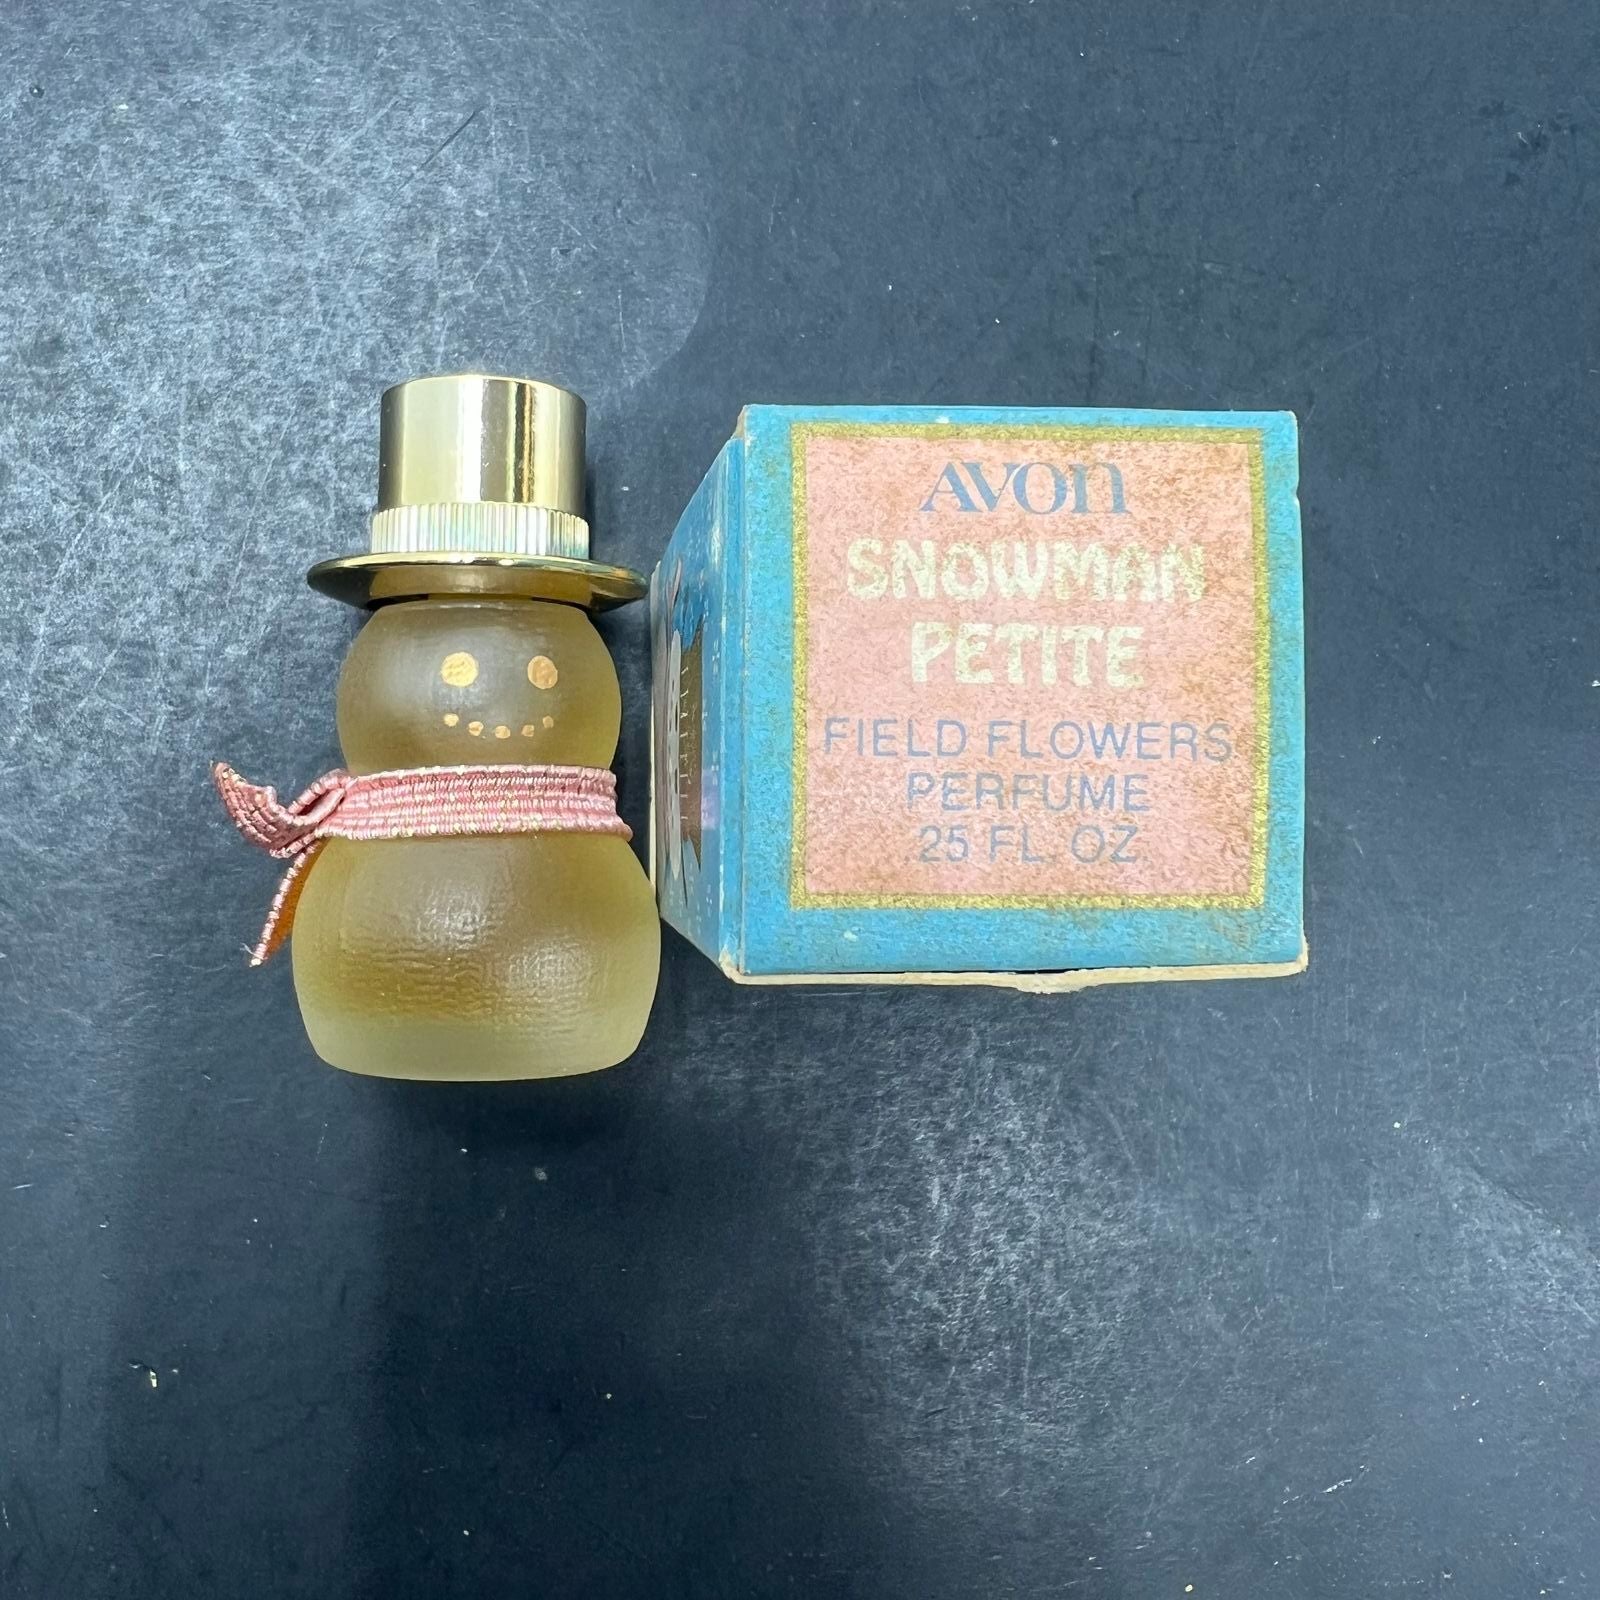 AVON
SNOWMAN
PETITE
FIELD FLOWERS
PERFUME
.25 FL. OZ.